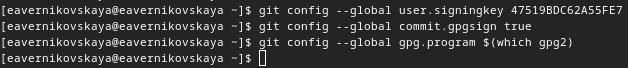 [eavernikovskaya@eavernikovskaya ~]$ git config --global user.signingkey 47519BDC62A55FE7
[eavernikovskaya@eavernikovskaya ~]$ git config --global commit.gpgsign true
[eavernikovskaya@eavernikovskaya ~]$ git config --global gpg.program $(which gpg2)
[eavernikovskaya@eavernikovskaya ~]$